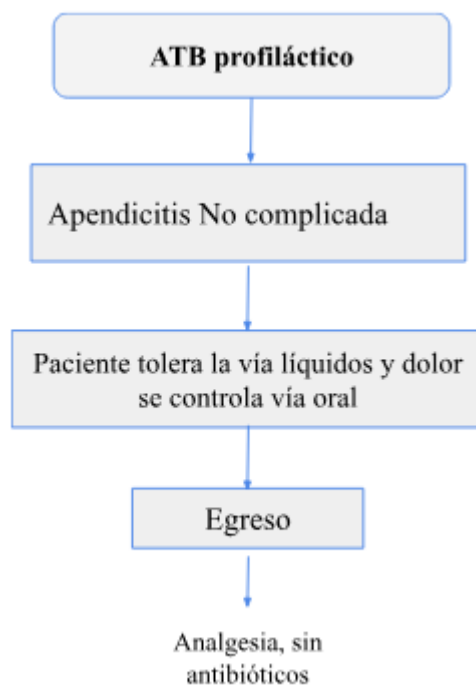 ATB profiláctico
Apendicitis No complicada
Paciente tolera la vía líquidos y dolor
se controla vía oral
Egreso
Analgesia, sin
antibióticos